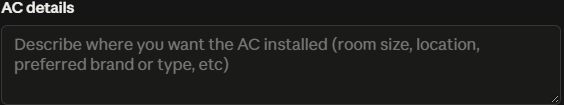 AC details
Describe where you want the AC installed (room size, location,
preferred brand or type, etc)